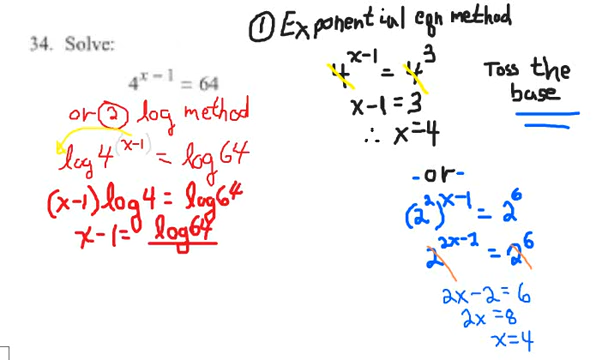 34. Solve:
4^{x-1} = 64
or ② log method
log 4^{(x-1)} = log 64
(x-1) log 4 = log 64
x-1 = log 64
① Exponential eqn method
4^{x-1} = 4^3
x-1 = 3
∴ x=4
Toss the
base
-or-
(2^2)^{x-1} = 2^6
2^{2x-2} = 2^6
2x-2=6
2x=8
x=4